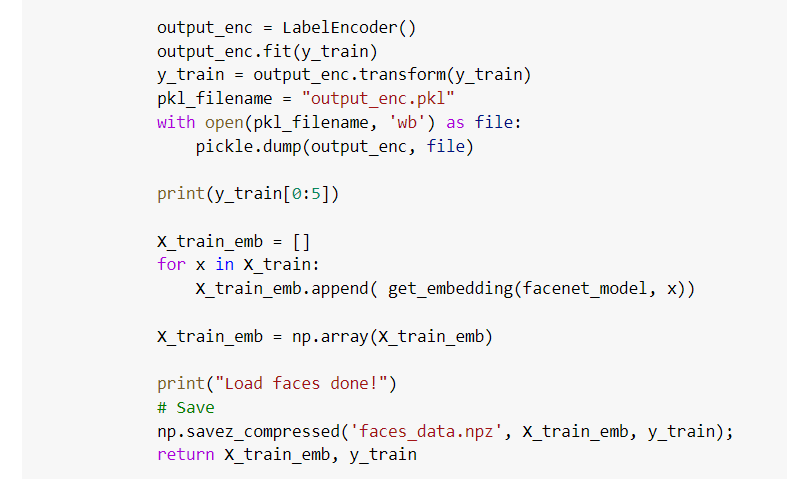 output_enc = LabelEncoder()
output_enc.fit(y_train)
y_train = output_enc.transform(y_train)
pkl_filename = "output_enc.pkl"
with open(pkl_filename, 'wb') as file:
    pickle.dump(output_enc, file)
print(y_train[0:5])
X_train_emb = []
for x in X_train:
    X_train_emb.append( get_embedding(facenet_model, x))
X_train_emb = np.array(X_train_emb)
print("Load faces done!")
# Save
np.savez_compressed('faces_data.npz', X_train_emb, y_train);
return X_train_emb, y_train